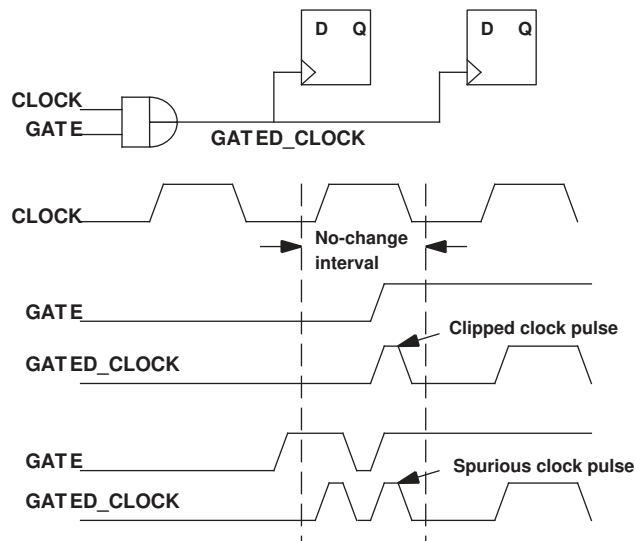 D Q
D Q
CLOCK
GATE
GATED_CLOCK
CLOCK
No-change
interval
GATE
Clipped clock pulse
GATED_CLOCK
GATE
Spurious clock pulse
GATED_CLOCK